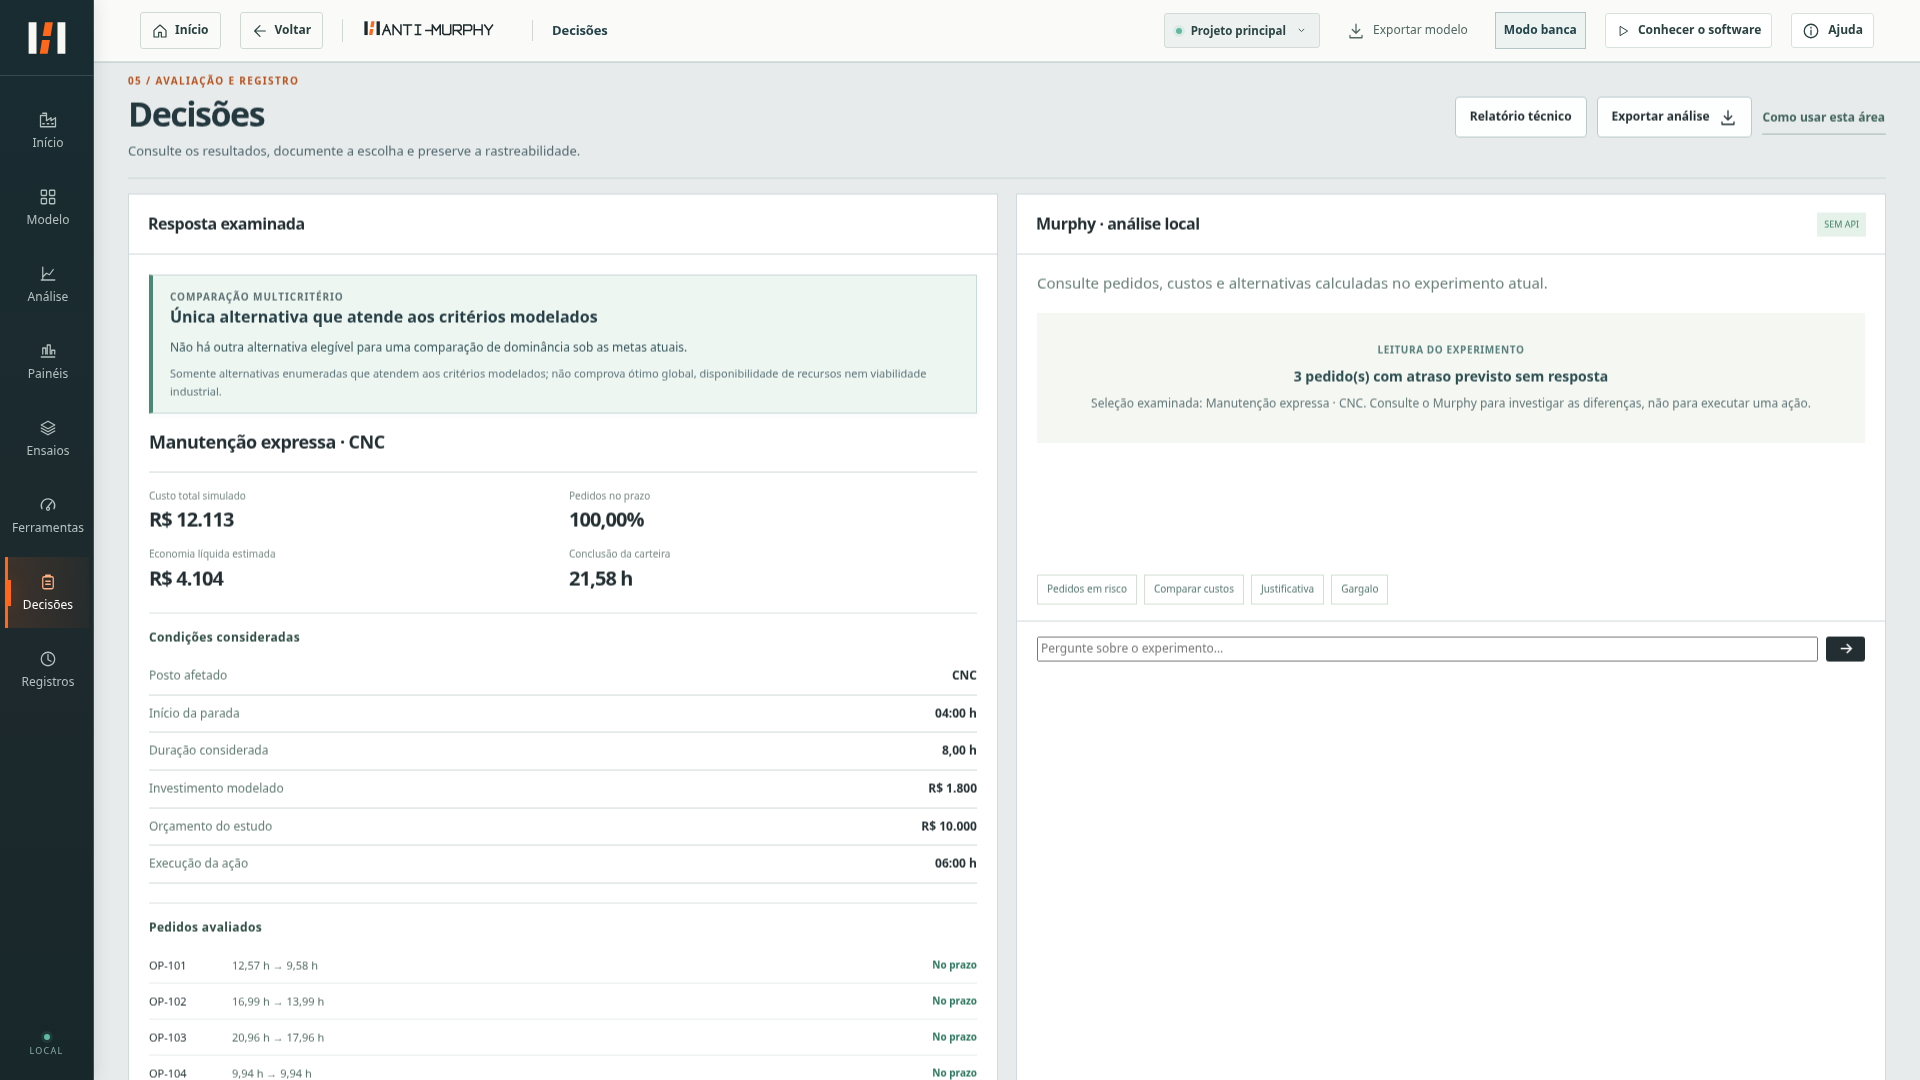 Início
Voltar
ANTI-MURPHY
Decisões
Projeto principal
Exportar modelo
Modo banca
Conhecer o software
Ajuda
Início
Modelo
Análise
Painéis
Ensaios
Ferramentas
Decisões
Registros
LOCAL
05 / AVALIAÇÃO E REGISTRO
Decisões
Consulte os resultados, documente a escolha e preserve a rastreabilidade.
Relatório técnico
Exportar análise
Como usar esta área
Resposta examinada
COMPARAÇÃO MULTICRITÉRIO
Única alternativa que atende aos critérios modelados
Não há outra alternativa elegível para uma comparação de dominância sob as metas atuais.
Somente alternativas enumeradas que atendem aos critérios modelados; não comprova ótimo global, disponibilidade de recursos nem viabilidade
industrial.
Manutenção expressa · CNC
Custo total simulado
R$ 12.113
Pedidos no prazo
100,00%
Economia líquida estimada
R$ 4.104
Conclusão da carteira
21,58 h
Condições consideradas
Posto afetado CNC
Início da parada 04:00 h
Duração considerada 8,00 h
Investimento modelado R$ 1.800
Orçamento do estudo R$ 10.000
Execução da ação 06:00 h
Pedidos avaliados
OP-101 12,57 h → 9,58 h No prazo
OP-102 16,99 h → 13,99 h No prazo
OP-103 20,96 h → 17,96 h No prazo
OP-104 9,94 h → 9,94 h No prazo
Murphy · análise local
SEM API
Consulte pedidos, custos e alternativas calculadas no experimento atual.
LEITURA DO EXPERIMENTO
3 pedido(s) com atraso previsto sem resposta
Seleção examinada: Manutenção expressa · CNC. Consulte o Murphy para investigar as diferenças, não para executar uma ação.
Pedidos em risco
Comparar custos
Justificativa
Gargalo
Pergunte sobre o experimento...